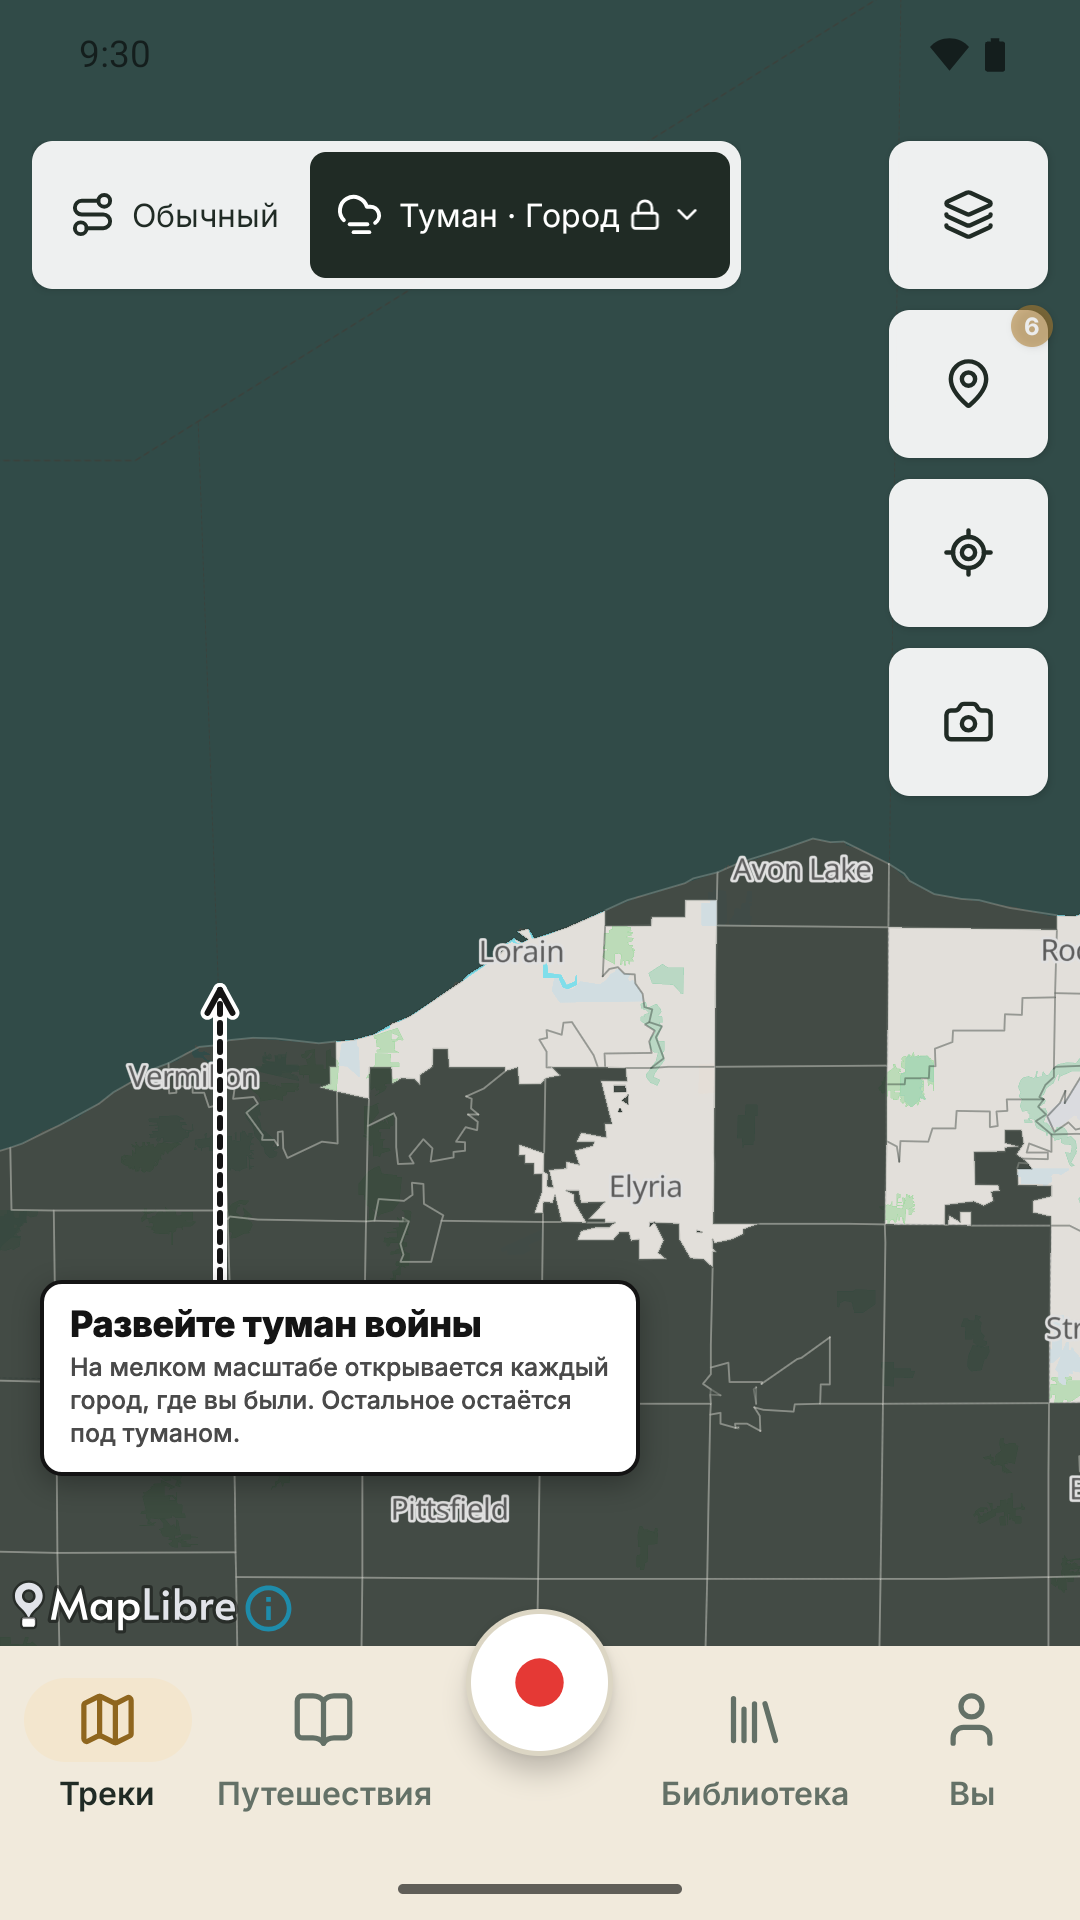 9:30
Обычный
Туман · Город
6
Avon Lake
Lorain
Vermilion
Elyria
Развейте туман войны
На мелком масштабе открывается каждый
город, где вы были. Остальное остаётся
под туманом.
Pittsfield
MapLibre
Треки
Путешествия
Библиотека
Вы